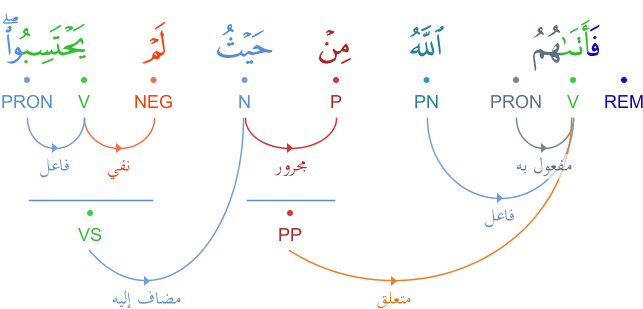 فَأَتَىٰهُمُ ٱللَّهُ مِنْ حَيْثُ لَمْ يَحْتَسِبُوا۟ ۖ
REM V PRON PN P N NEG V PRON
مفعول به مجرور نفي فاعل
فاعل
PP VS
متعلق مضاف إليه